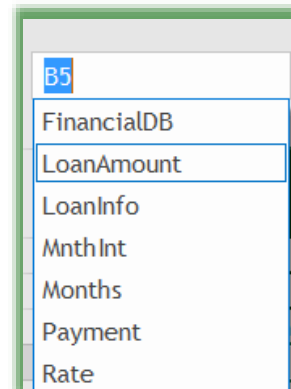 B5
FinancialDB
LoanAmount
LoanInfo
MnthInt
Months
Payment
Rate